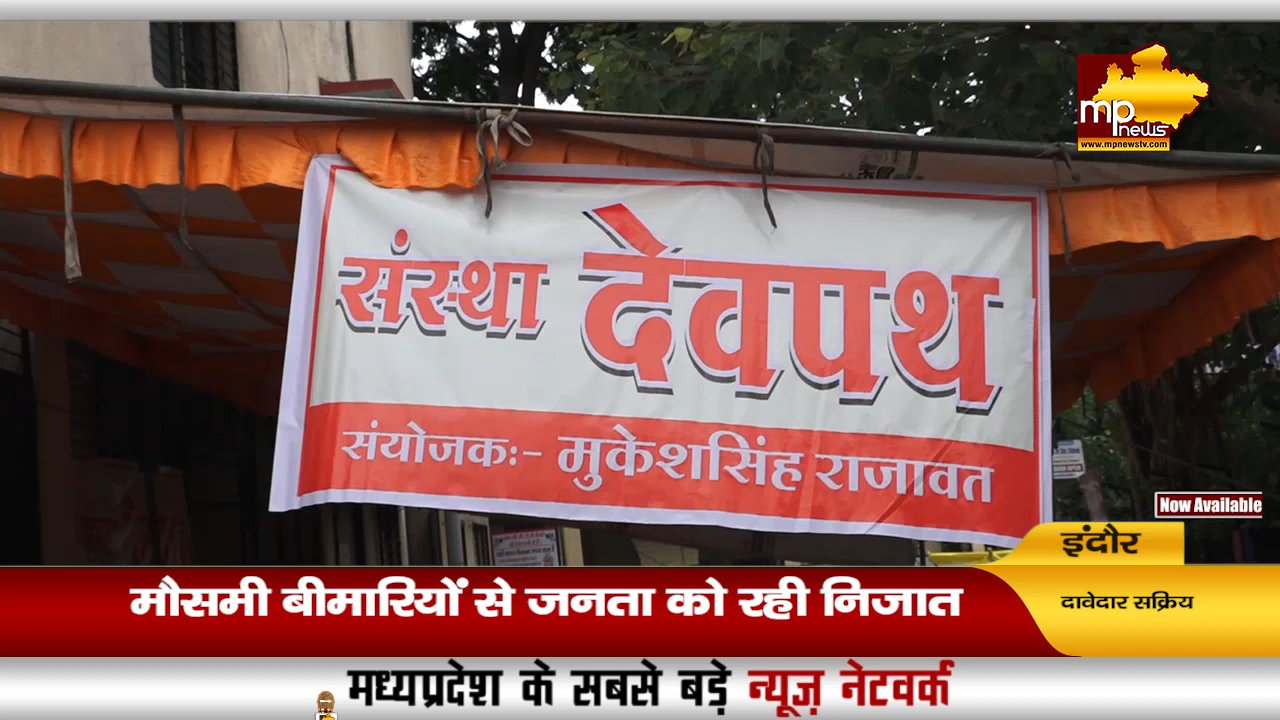 mp
news
www.mpnewstv.com
संस्था देवपथ
संयोजकः- मुकेशसिंह राजावत
Now Available
इंदौर
मौसमी बीमारियों से जनता को रही निजात
दावेदार सक्रिय
मध्यप्रदेश के सबसे बड़े न्यूज़ नेटवर्क